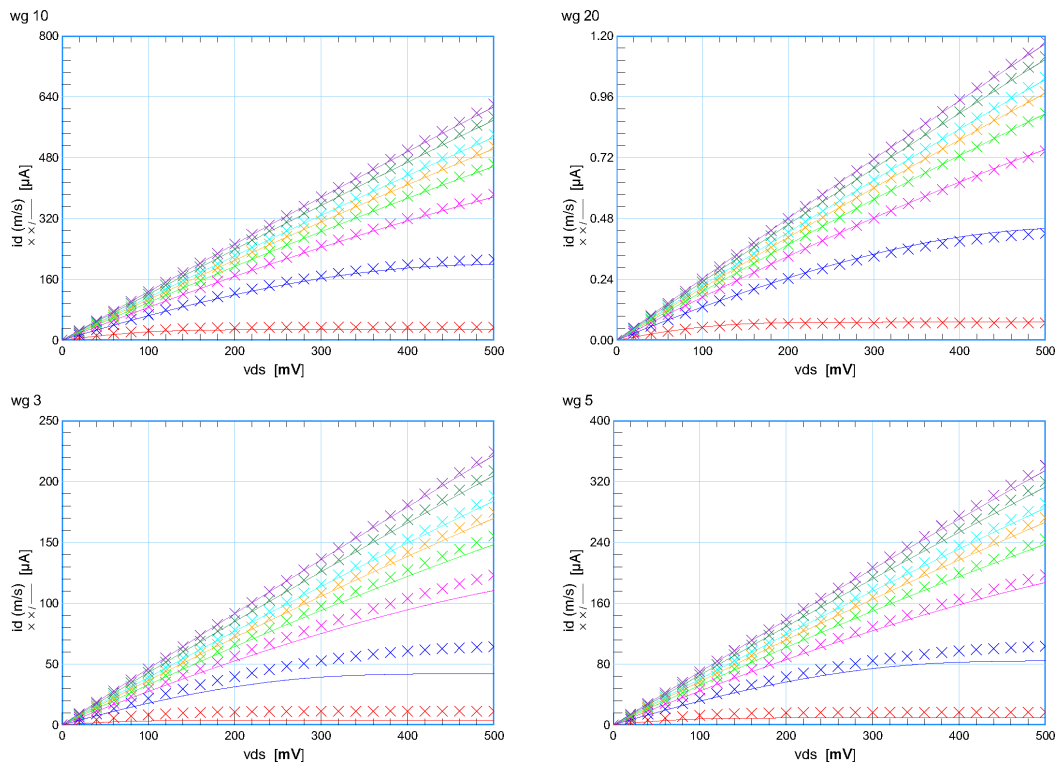 wg 10
800
640
480
320
160
0
id (m/s) [µA]
× ×/___
0 100 200 300 400 500
vds [mV]
wg 20
1.20
0.96
0.72
0.48
0.24
0.00
id (m/s) [µA]
× ×/___
0 100 200 300 400 500
vds [mV]
wg 3
250
200
150
100
50
0
id (m/s) [µA]
× ×/___
0 100 200 300 400 500
vds [mV]
wg 5
400
320
240
160
80
0
id (m/s) [µA]
× ×/___
0 100 200 300 400 500
vds [mV]